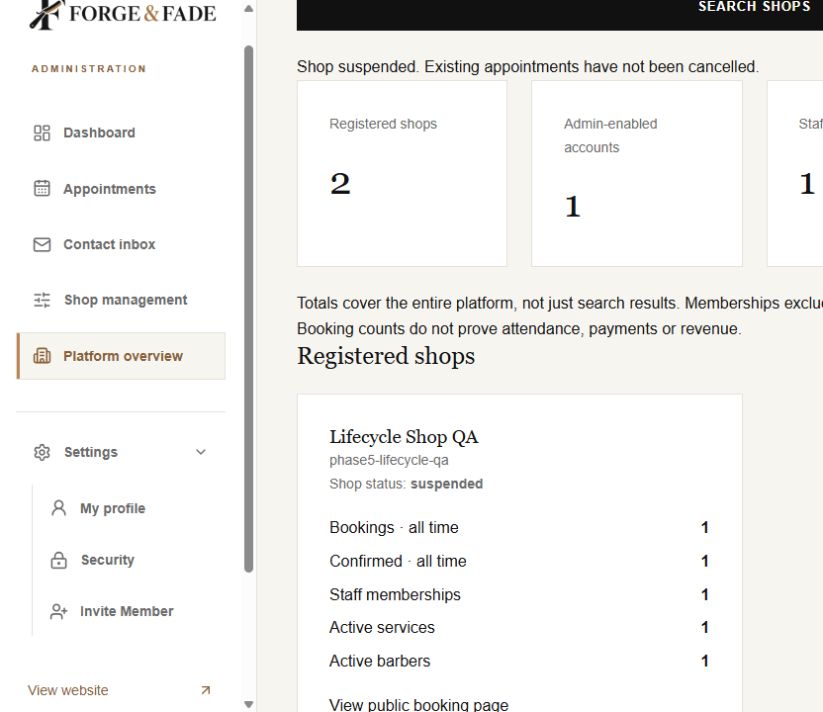 FORGE&FADE
ADMINISTRATION
Dashboard
Appointments
Contact inbox
Shop management
Platform overview
Settings
My profile
Security
Invite Member
View website
SEARCH SHOPS
Shop suspended. Existing appointments have not been cancelled.
Registered shops
2
Admin-enabled
accounts
1
Staf
1
Totals cover the entire platform, not just search results. Memberships exclu
Booking counts do not prove attendance, payments or revenue.
Registered shops
Lifecycle Shop QA
phase5-lifecycle-qa
Shop status: suspended
Bookings · all time 1
Confirmed · all time 1
Staff memberships 1
Active services 1
Active barbers 1
View public booking page